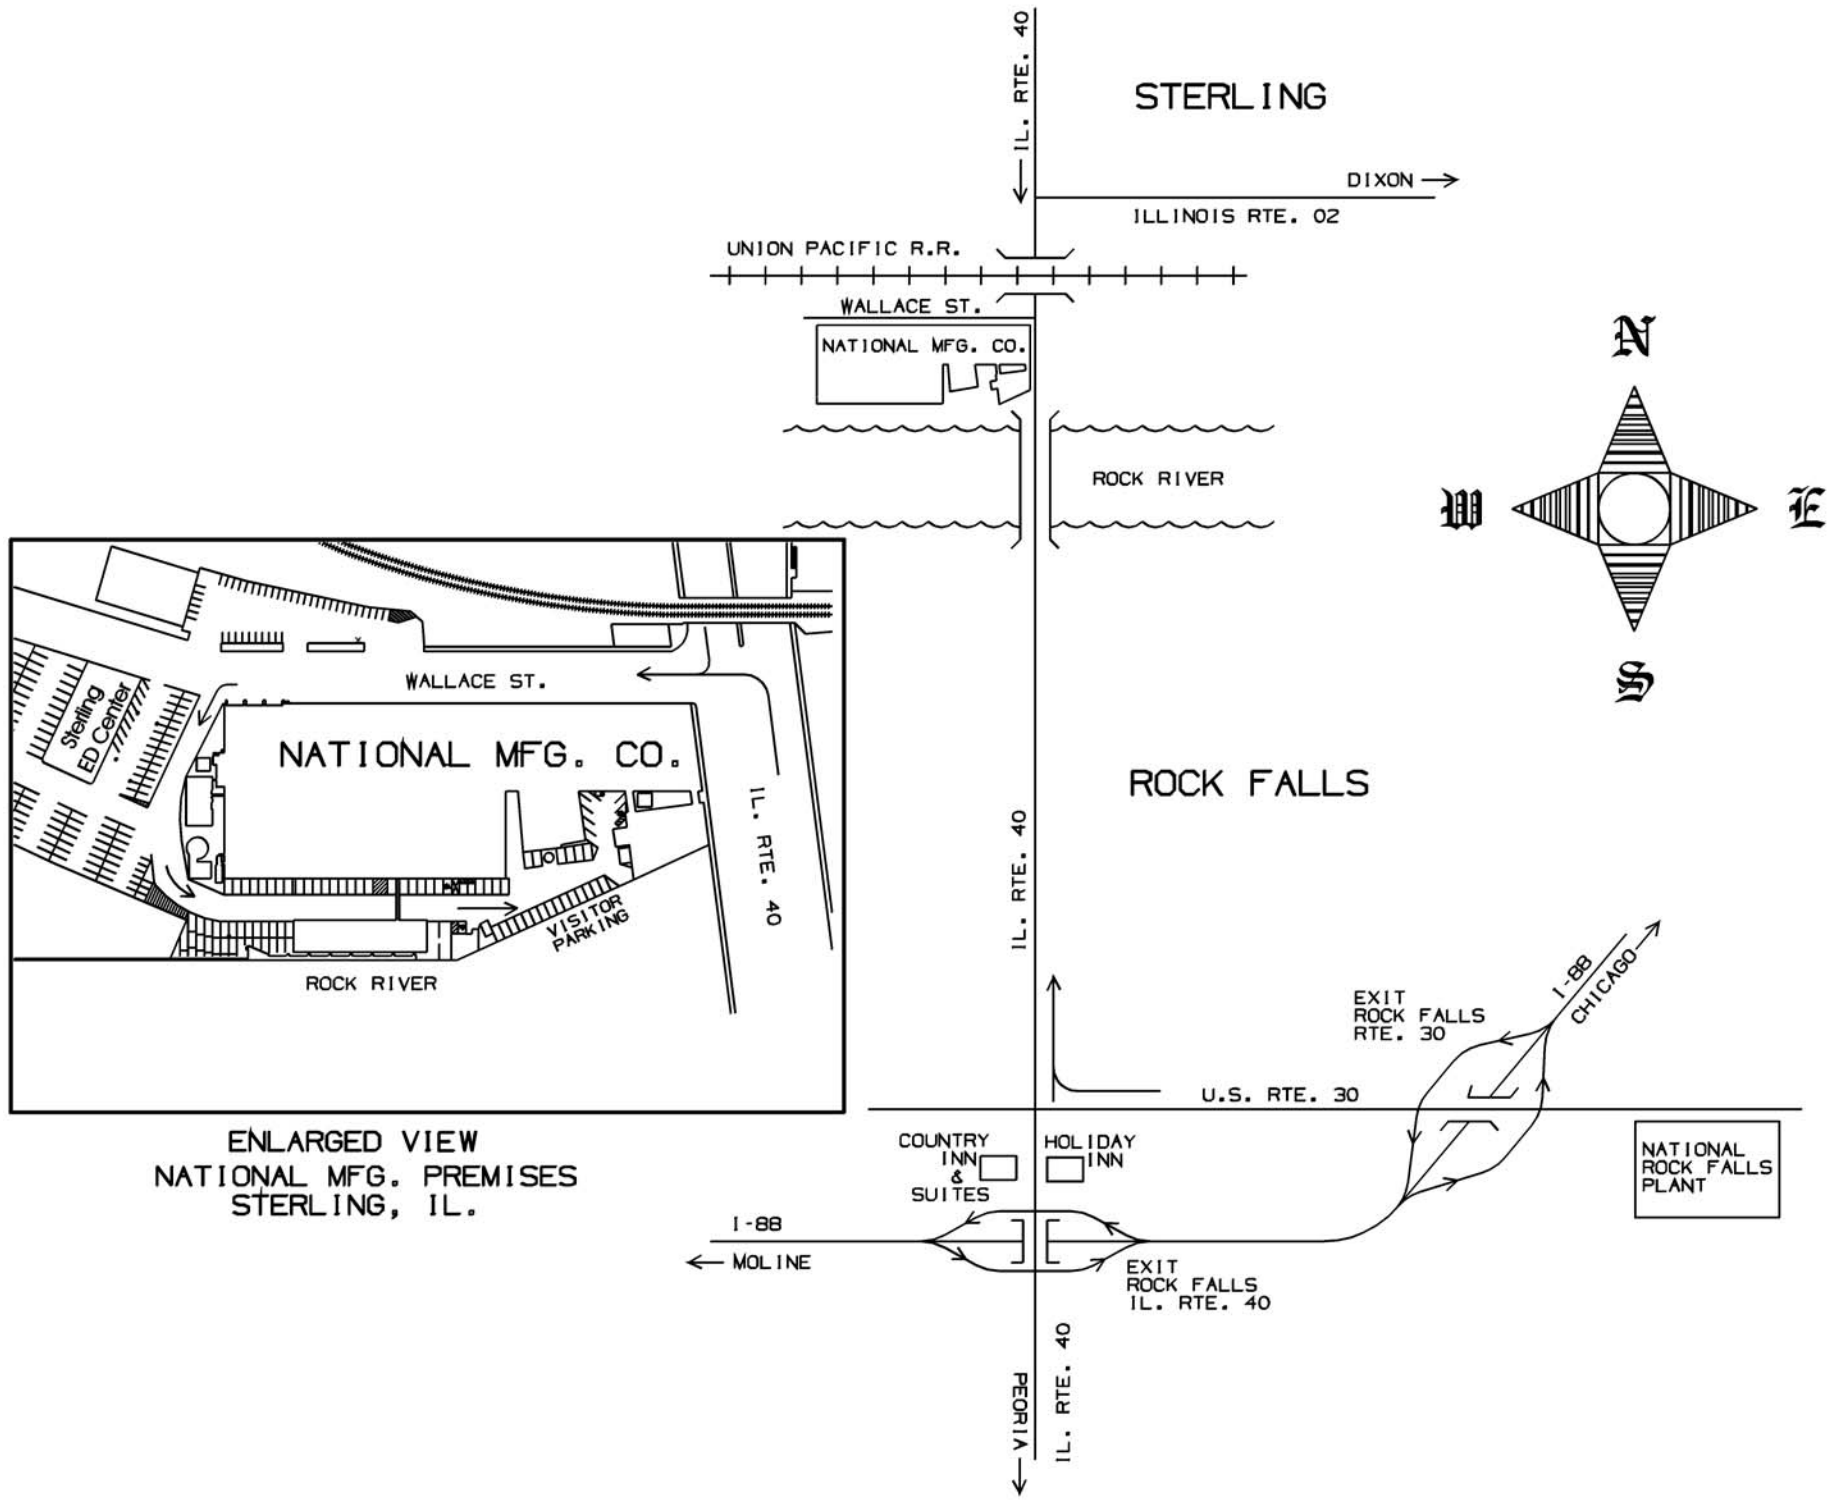 IL. RTE. 40
STERLING
DIXON
ILLINOIS RTE. 02
UNION PACIFIC R.R.
WALLACE ST.
NATIONAL MFG. CO.
ROCK RIVER
N
W
E
S
Sterling
ED Center
WALLACE ST.
NATIONAL MFG. CO.
IL. RTE. 40
VISITOR
PARKING
ROCK RIVER
ENLARGED VIEW
NATIONAL MFG. PREMISES
STERLING, IL.
ROCK FALLS
IL. RTE. 40
I-88
CHICAGO
EXIT
ROCK FALLS
RTE. 30
U.S. RTE. 30
COUNTRY
INN
&
SUITES
HOLIDAY
INN
NATIONAL
ROCK FALLS
PLANT
I-88
MOLINE
EXIT
ROCK FALLS
IL. RTE. 40
PEORIA
IL. RTE. 40